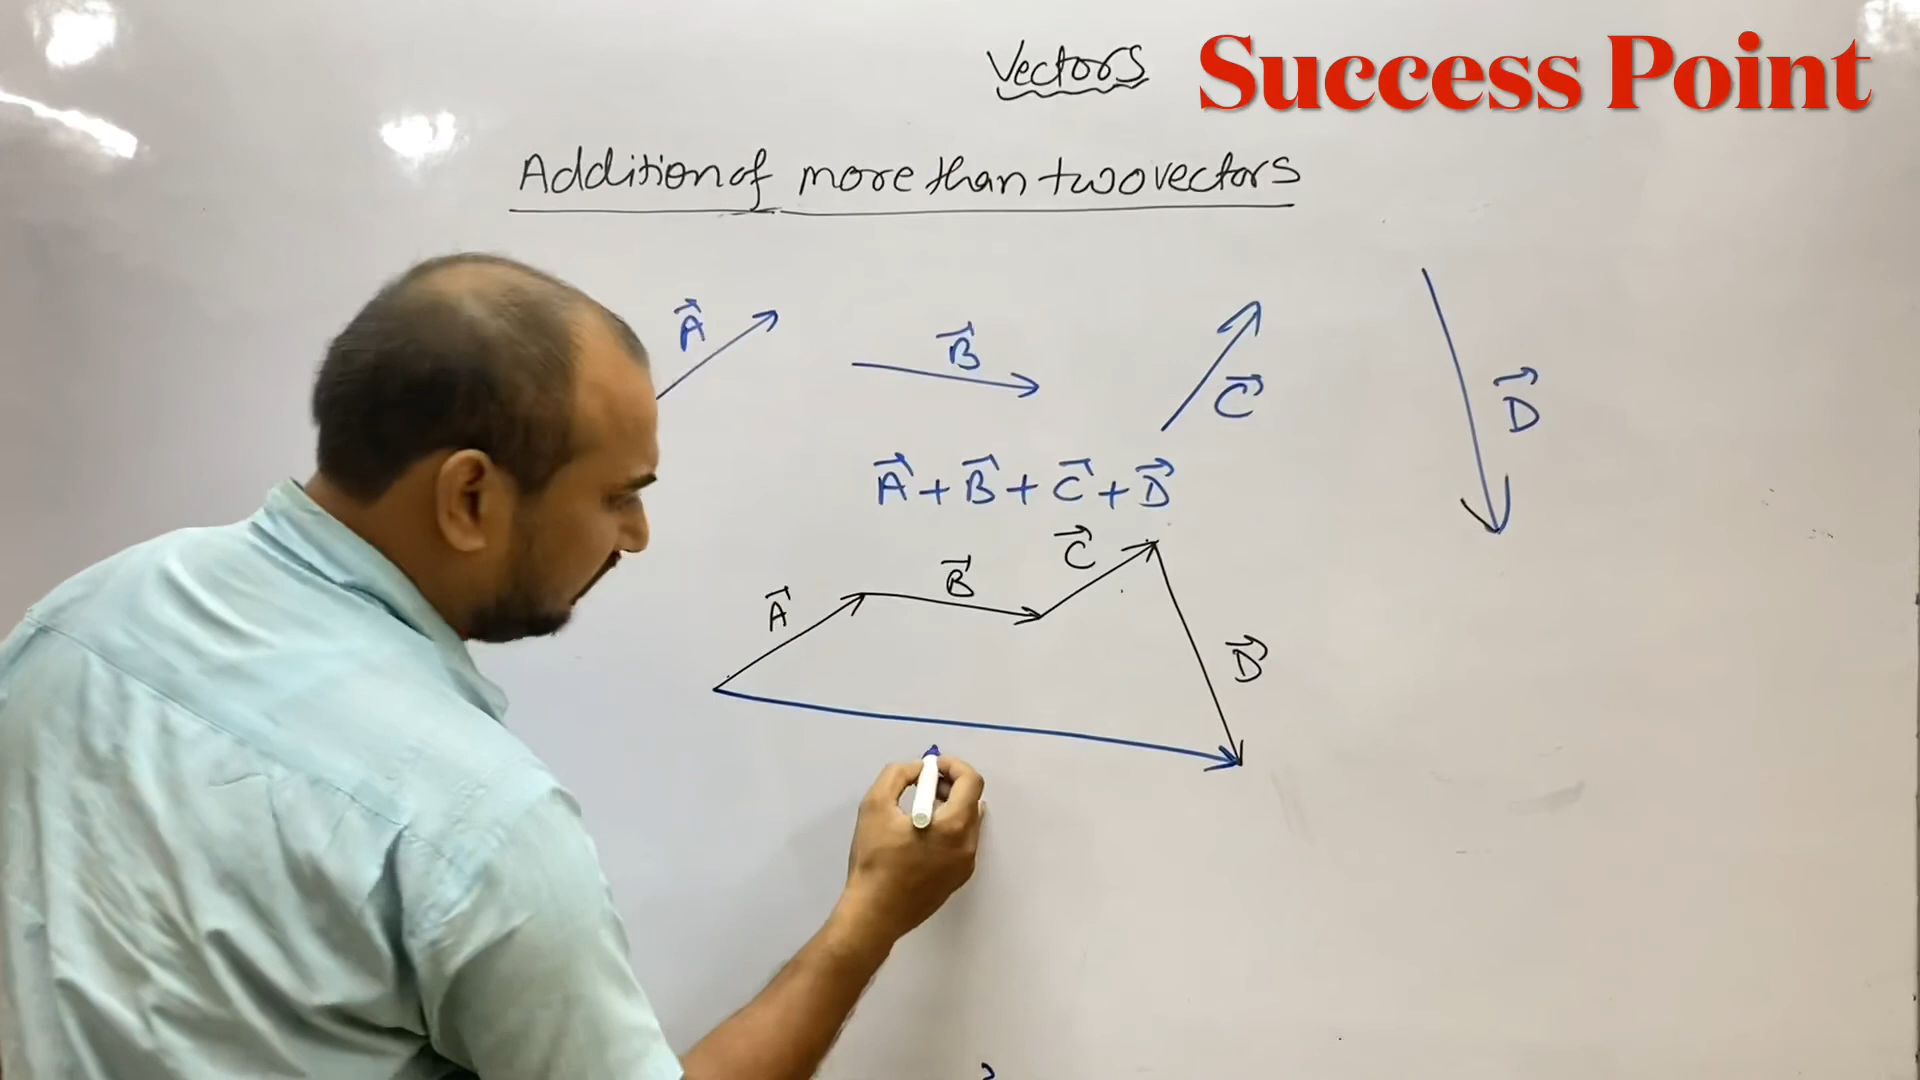 Vectors
Success Point
Addition of more than two vectors
A⃗
B⃗
C⃗
D⃗
A⃗ + B⃗ + C⃗ + D⃗
A⃗
B⃗
C⃗
D⃗